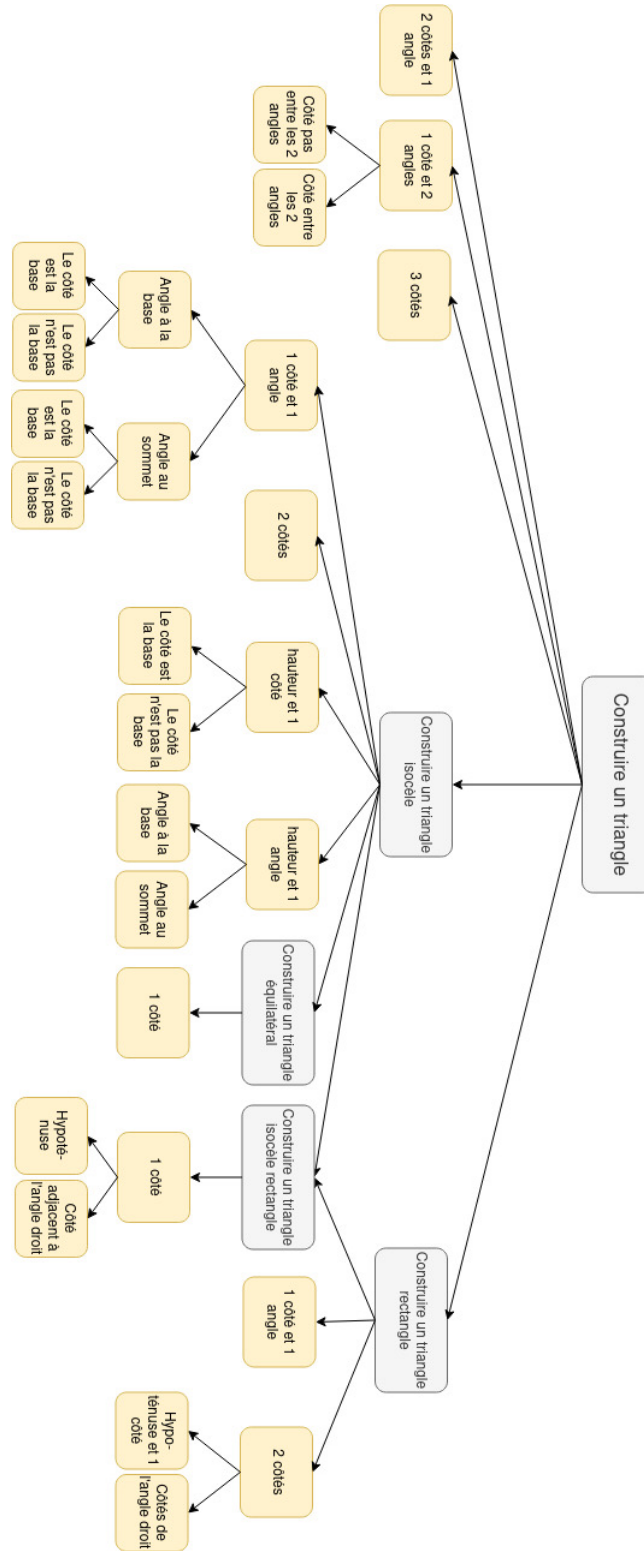 Construire un triangle
2 côtés et 1
angle
1 côté et 2
angles
3 côtés
Construire un triangle
isocèle
Construire un triangle
rectangle
Côté pas
entre les 2
angles
Côté entre
les 2
angles
1 côté et 1
angle
2 côtés
hauteur et 1
côté
hauteur et 1
angle
Construire un triangle
équilatéral
Construire un triangle
isocèle rectangle
1 côté et 1
angle
2 côtés
Angle à la
base
Angle au
sommet
Le côté est
la base
Le côté
n'est pas la
base
Angle à la
base
Angle au
sommet
1 côté
1 côté
Hypo-
ténuse et 1
côté
Côtés de
l'angle droit
Le côté
est la
base
Le côté
n'est pas
la base
Le côté
est la
base
Le côté
n'est pas
la base
Hypoté-
nuse
Côté
adjacent à
l'angle droit